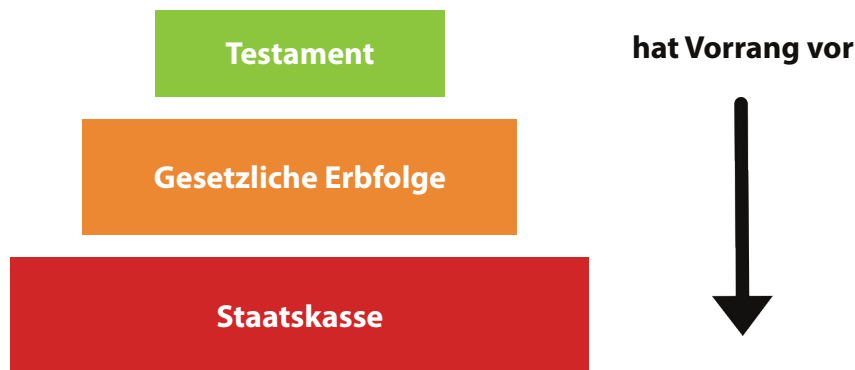 Testament
hat Vorrang vor
Gesetzliche Erbfolge
Staatskasse